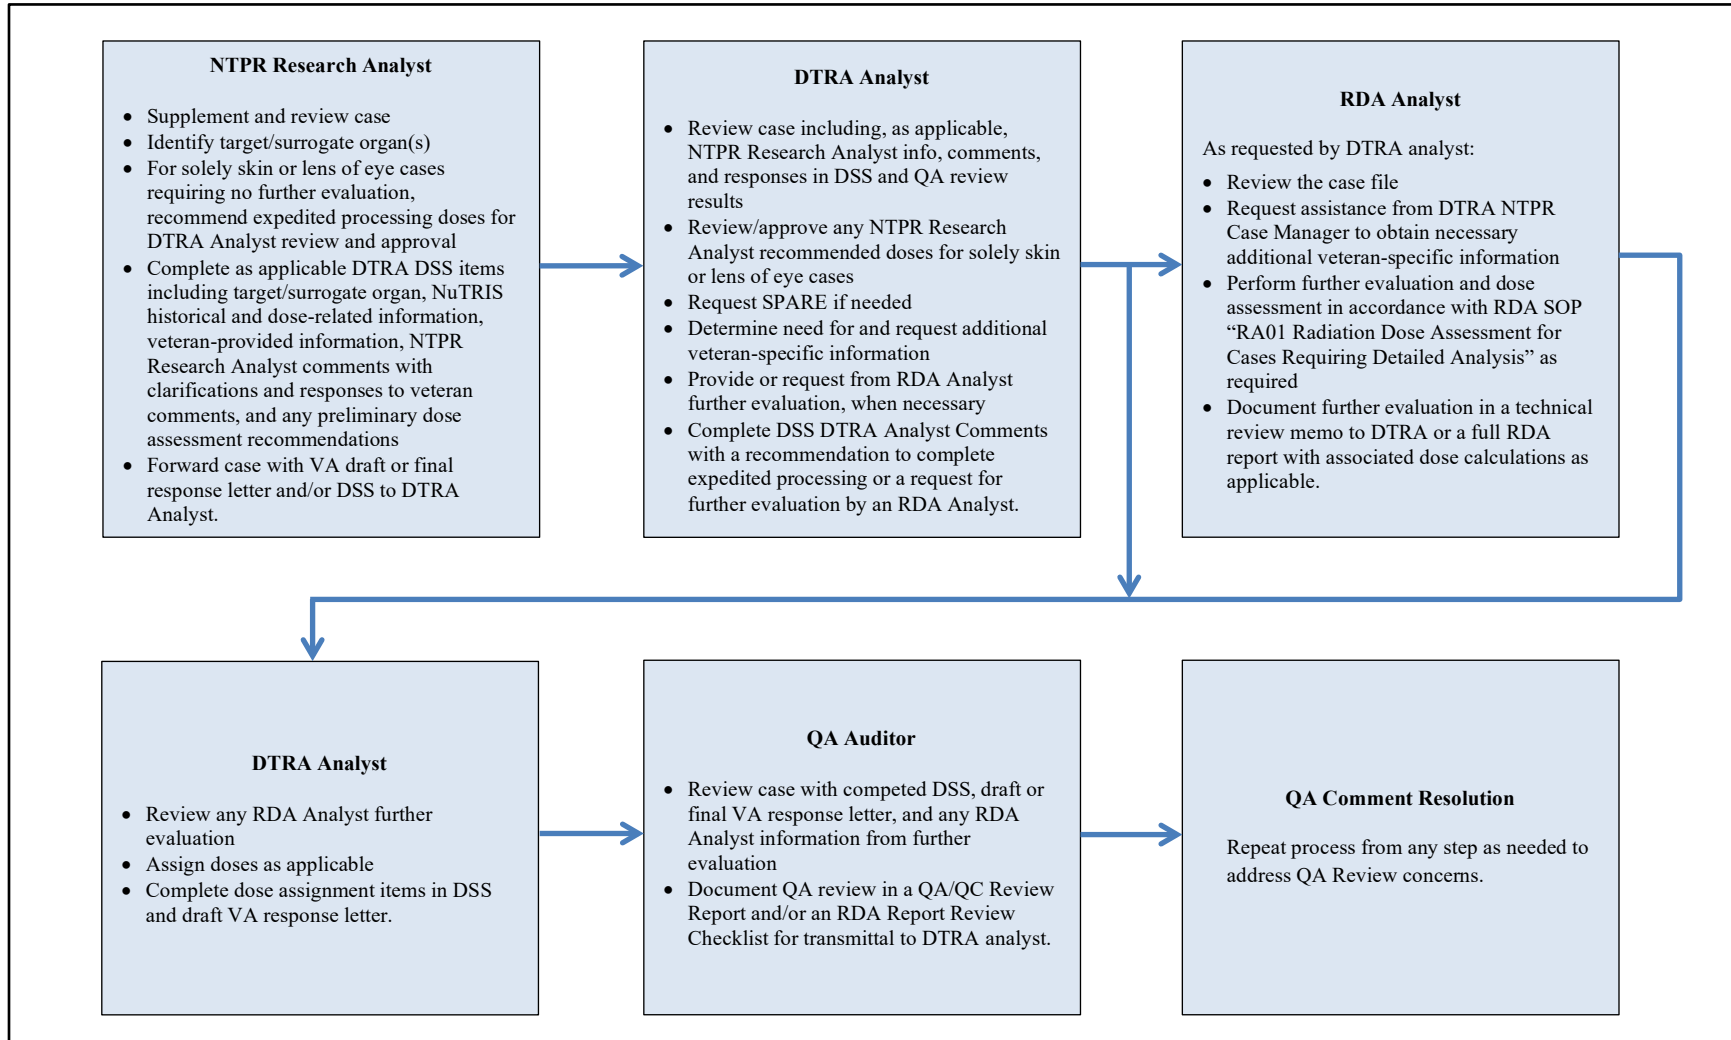 NTPR Research Analyst
• Supplement and review case
• Identify target/surrogate organ(s)
• For solely skin or lens of eye cases
requiring no further evaluation,
recommend expedited processing doses for
DTRA Analyst review and approval
• Complete as applicable DTRA DSS items
including target/surrogate organ, NuTRIS
historical and dose-related information,
veteran-provided information, NTPR
Research Analyst comments with
clarifications and responses to veteran
comments, and any preliminary dose
assessment recommendations
• Forward case with VA draft or final
response letter and/or DSS to DTRA
Analyst.
DTRA Analyst
• Review case including, as applicable,
NTPR Research Analyst info, comments,
and responses in DSS and QA review
results
• Review/approve any NTPR Research
Analyst recommended doses for solely skin
or lens of eye cases
• Request SPARE if needed
• Determine need for and request additional
veteran-specific information
• Provide or request from RDA Analyst
further evaluation, when necessary
• Complete DSS DTRA Analyst Comments
with a recommendation to complete
expedited processing or a request for
further evaluation by an RDA Analyst.
RDA Analyst
As requested by DTRA analyst:
• Review the case file
• Request assistance from DTRA NTPR
Case Manager to obtain necessary
additional veteran-specific information
• Perform further evaluation and dose
assessment in accordance with RDA SOP
“RA01 Radiation Dose Assessment for
Cases Requiring Detailed Analysis” as
required
• Document further evaluation in a technical
review memo to DTRA or a full RDA
report with associated dose calculations as
applicable.
DTRA Analyst
• Review any RDA Analyst further
evaluation
• Assign doses as applicable
• Complete dose assignment items in DSS
and draft VA response letter.
QA Auditor
• Review case with competed DSS, draft or
final VA response letter, and any RDA
Analyst information from further
evaluation
• Document QA review in a QA/QC Review
Report and/or an RDA Report Review
Checklist for transmittal to DTRA analyst.
QA Comment Resolution
Repeat process from any step as needed to
address QA Review concerns.